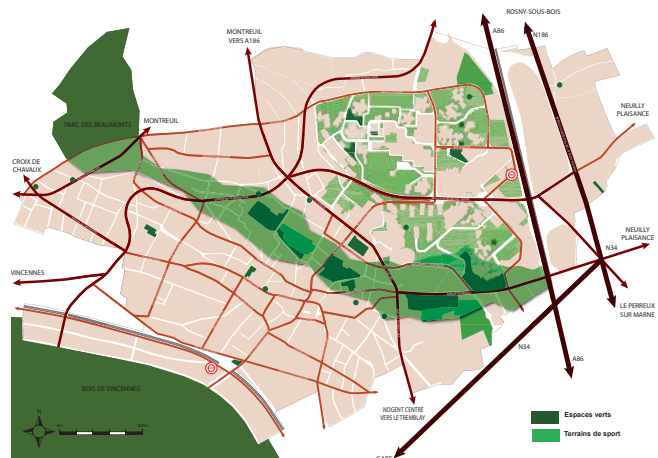 ROSNY-SOUS-BOIS
MONTREUIL
VERS A186
A86
N186
NEUILLY
PLAISANCE
PARC DES BEAUMONTS
MONTREUIL
CROIX DE
CHAVAUX
NEUILLY
PLAISANCE
N34
VINCENNES
LE PERREUX
SUR MARNE
N34
A86
BOIS DE VINCENNES
NOGENT CENTRE
VERS LE TREMBLAY
N
Espaces verts
Terrains de sport